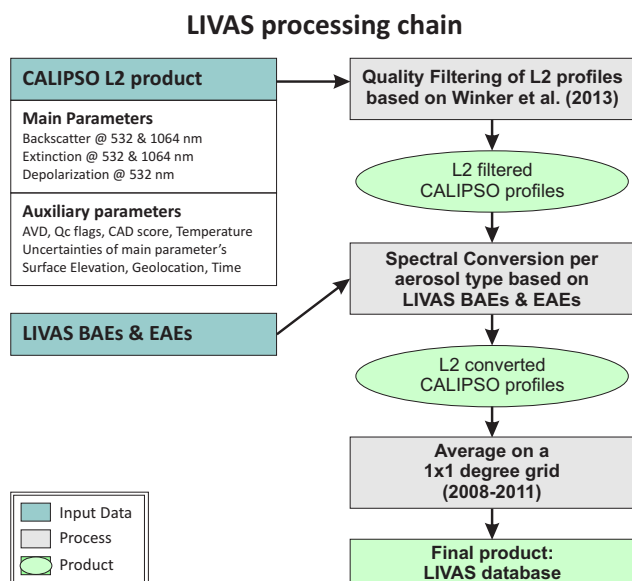 LIVAS processing chain
CALIPSO L2 product
Main Parameters
Backscatter @ 532 & 1064 nm
Extinction @ 532 & 1064 nm
Depolarization @ 532 nm
Auxiliary parameters
AVD, Qc flags, CAD score, Temperature
Uncertainties of main parameter's
Surface Elevation, Geolocation, Time
LIVAS BAEs & EAEs
Quality Filtering of L2 profiles
based on Winker et al. (2013)
L2 filtered
CALIPSO profiles
Spectral Conversion per
aerosol type based on
LIVAS BAEs & EAEs
L2 converted
CALIPSO profiles
Average on a
1x1 degree grid
(2008-2011)
Final product:
LIVAS database
Input Data
Process
Product